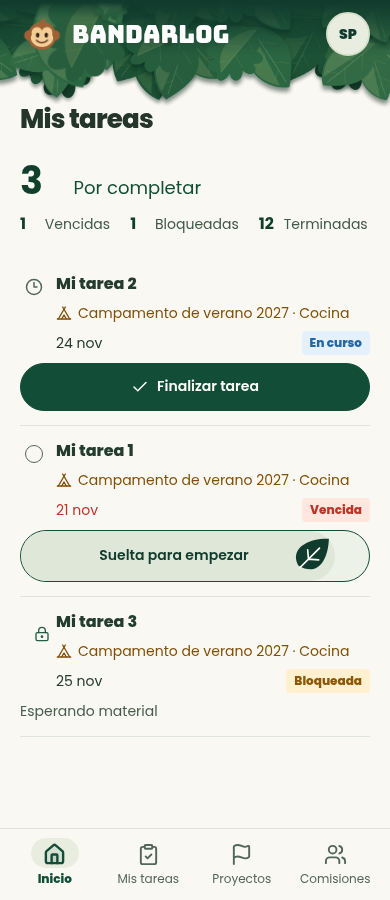 BANDARLOG
SP
Mis tareas
3 Por completar
1 Vencidas 1 Bloqueadas 12 Terminadas
Mi tarea 2
Campamento de verano 2027 · Cocina
24 nov En curso
Finalizar tarea
Mi tarea 1
Campamento de verano 2027 · Cocina
21 nov Vencida
Suelta para empezar
Mi tarea 3
Campamento de verano 2027 · Cocina
25 nov Bloqueada
Esperando material
Inicio Mis tareas Proyectos Comisiones